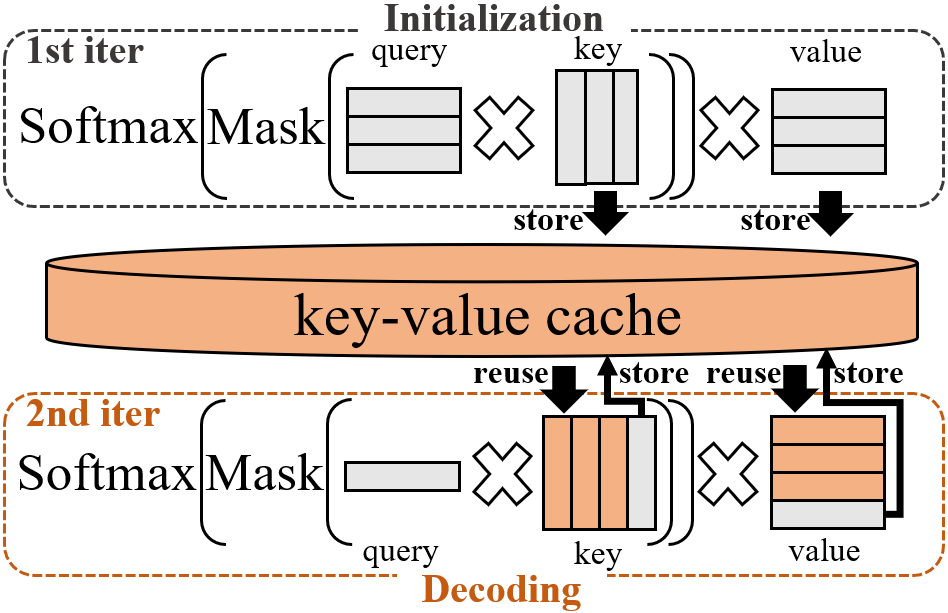 Initialization
1st iter
query
key
value
Softmax(Mask(
))
store
store
key-value cache
reuse
store
reuse
store
2nd iter
Softmax(Mask(
))
query
key
value
Decoding